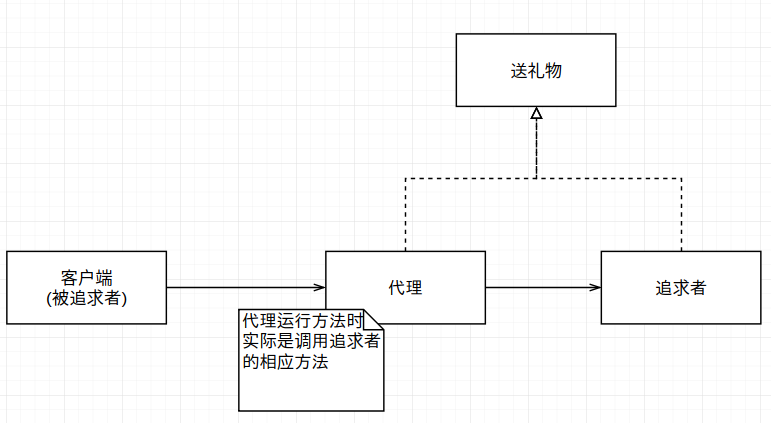 送礼物
客户端
(被追求者)
代理
追求者
代理运行方法时
实际是调用追求者
的相应方法